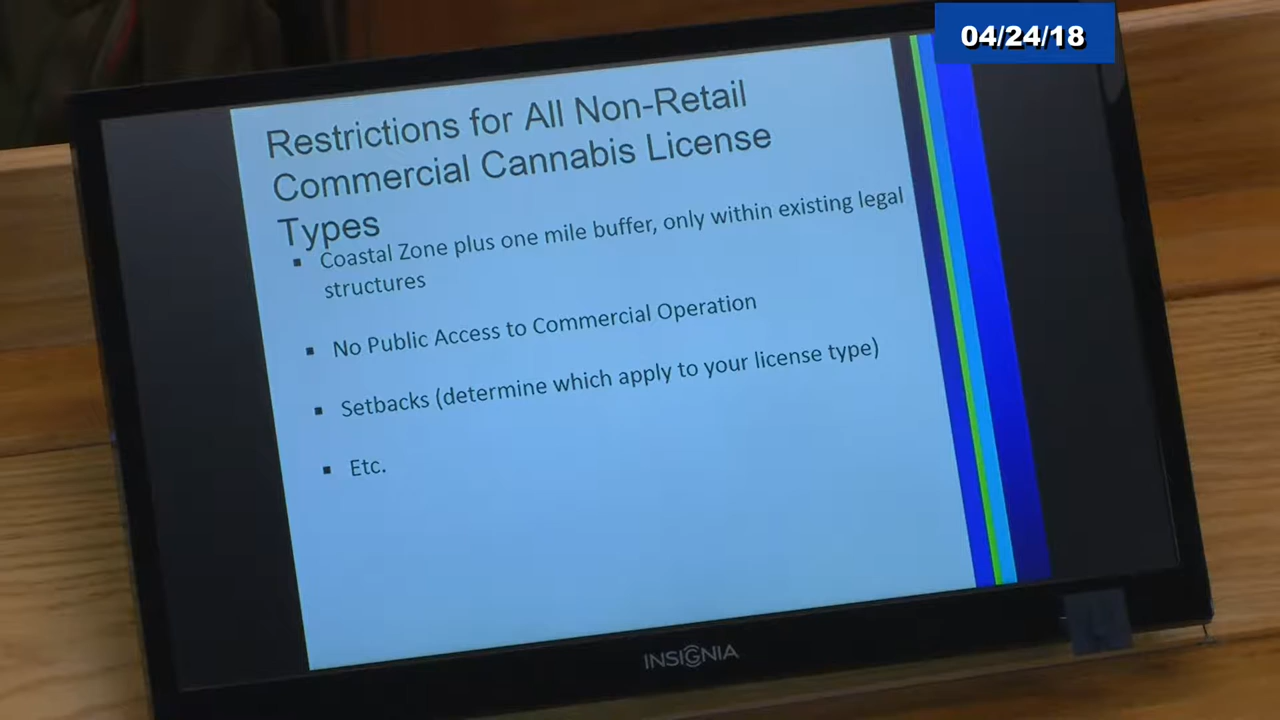 04/24/18
Restrictions for All Non-Retail
Commercial Cannabis License
Types
▪ Coastal Zone plus one mile buffer, only within existing legal
structures
▪ No Public Access to Commercial Operation
▪ Setbacks (determine which apply to your license type)
▪ Etc.
INSIGNIA